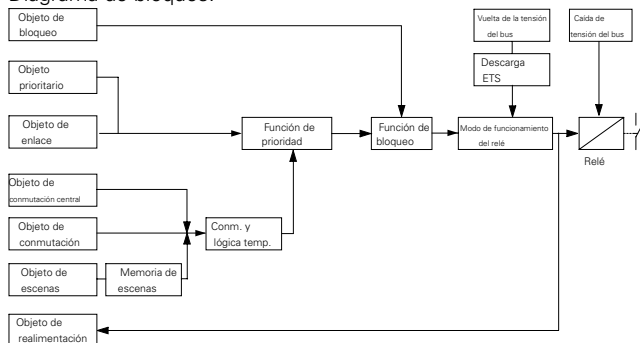 Diagrama de bloques:
Objeto de
bloqueo
Vuelta de la tensión
del bus
Caída de
tensión del bus
Descarga
ETS
Objeto
prioritario
Objeto de
enlace
Función de
prioridad
Función de
bloqueo
Modo de funcionamiento
del relé
Relé
Objeto de
conmutación central
Objeto de
conmutación
Conm. y
lógica temp.
Objeto de
escenas
Memoria de
escenas
Objeto de
realimentación